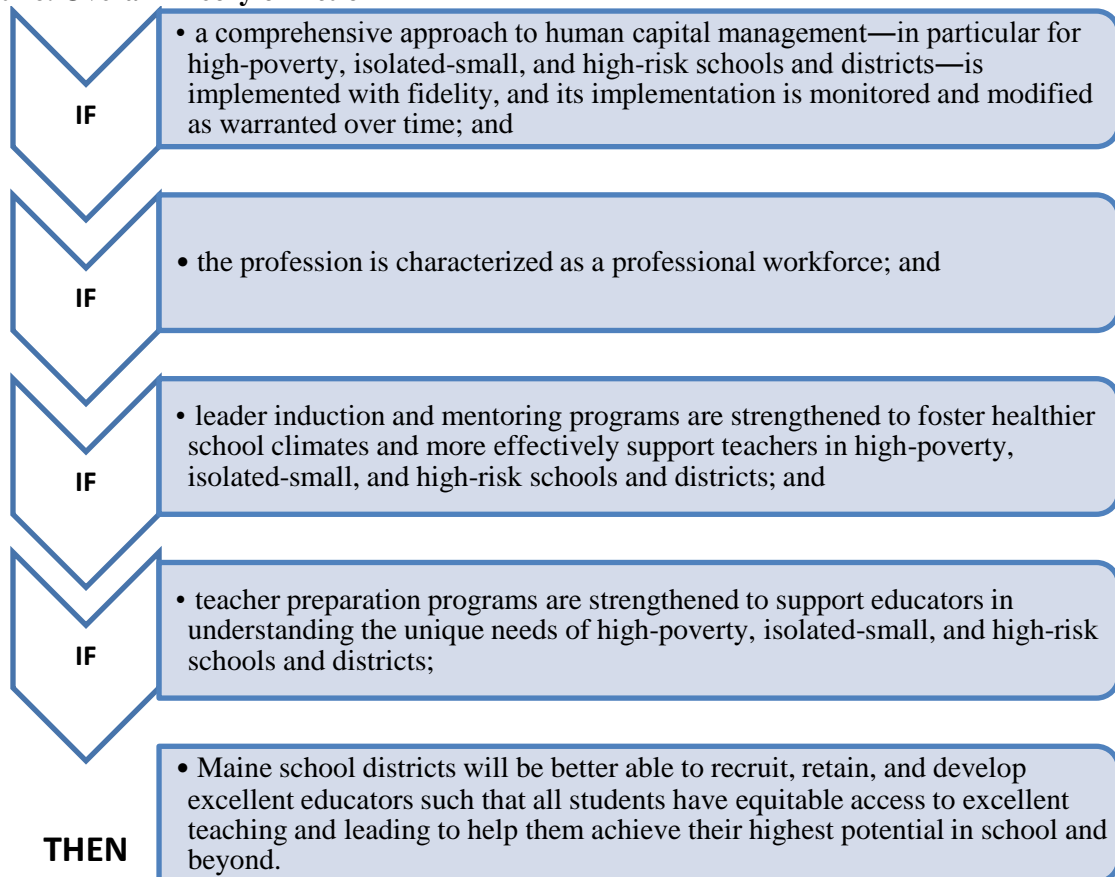 IF
• a comprehensive approach to human capital management—in particular for
high-poverty, isolated-small, and high-risk schools and districts—is
implemented with fidelity, and its implementation is monitored and modified
as warranted over time; and
IF
• the profession is characterized as a professional workforce; and
IF
• leader induction and mentoring programs are strengthened to foster healthier
school climates and more effectively support teachers in high-poverty,
isolated-small, and high-risk schools and districts; and
IF
• teacher preparation programs are strengthened to support educators in
understanding the unique needs of high-poverty, isolated-small, and high-risk
schools and districts;
THEN
• Maine school districts will be better able to recruit, retain, and develop
excellent educators such that all students have equitable access to excellent
teaching and leading to help them achieve their highest potential in school and
beyond.